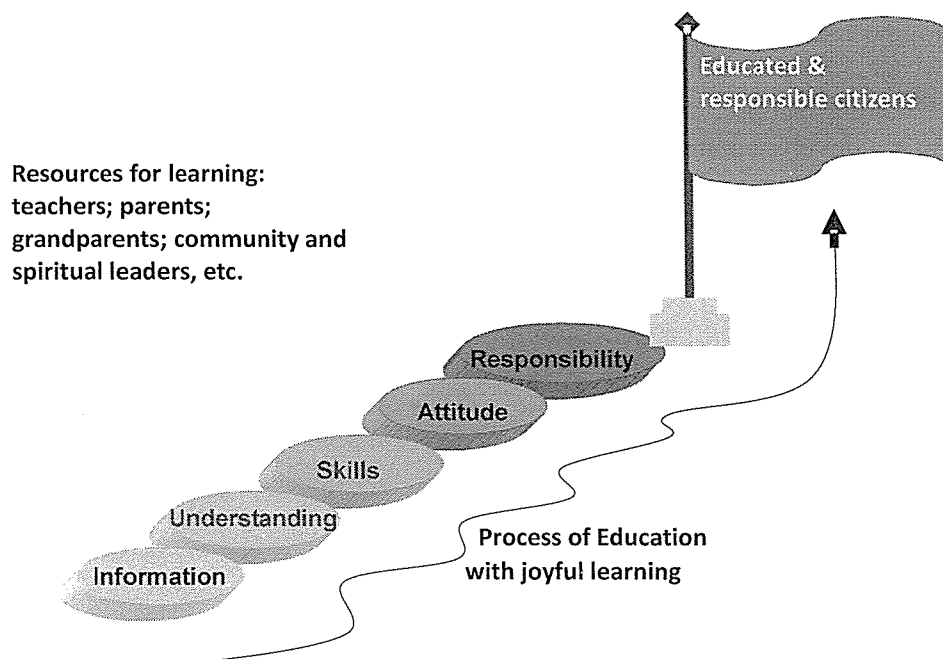 Educated &
responsible citizens
Resources for learning:
teachers; parents;
grandparents; community and
spiritual leaders, etc.
Responsibility
Attitude
Skills
Understanding
Information
Process of Education
with joyful learning